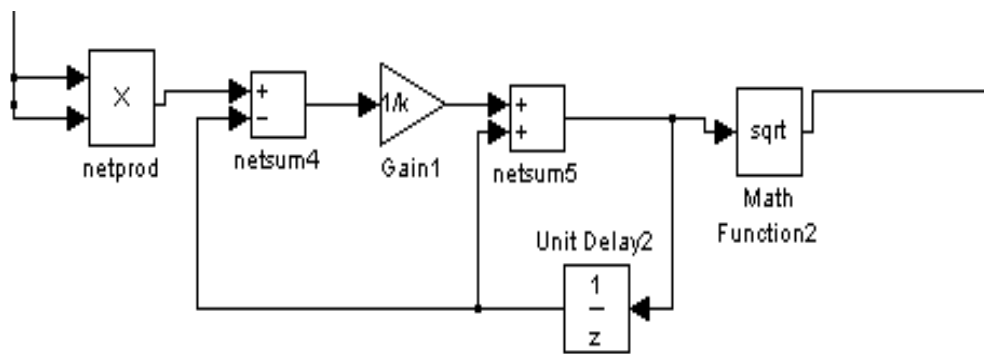 X
netprod
+
−
netsum4
1/k
Gain1
+
+
netsum5
sqrt
Math
Function2
Unit Delay2
1
z